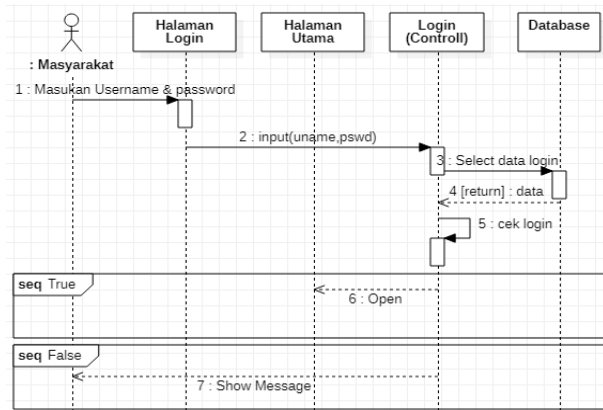 Halaman
Login
Halaman
Utama
Login
(Controll)
Database
: Masyarakat
1 : Masukan Username & password
2 : input(uname,pswd)
3 : Select data login
4 [return] : data
5 : cek login
seq True
6 : Open
seq False
7 : Show Message